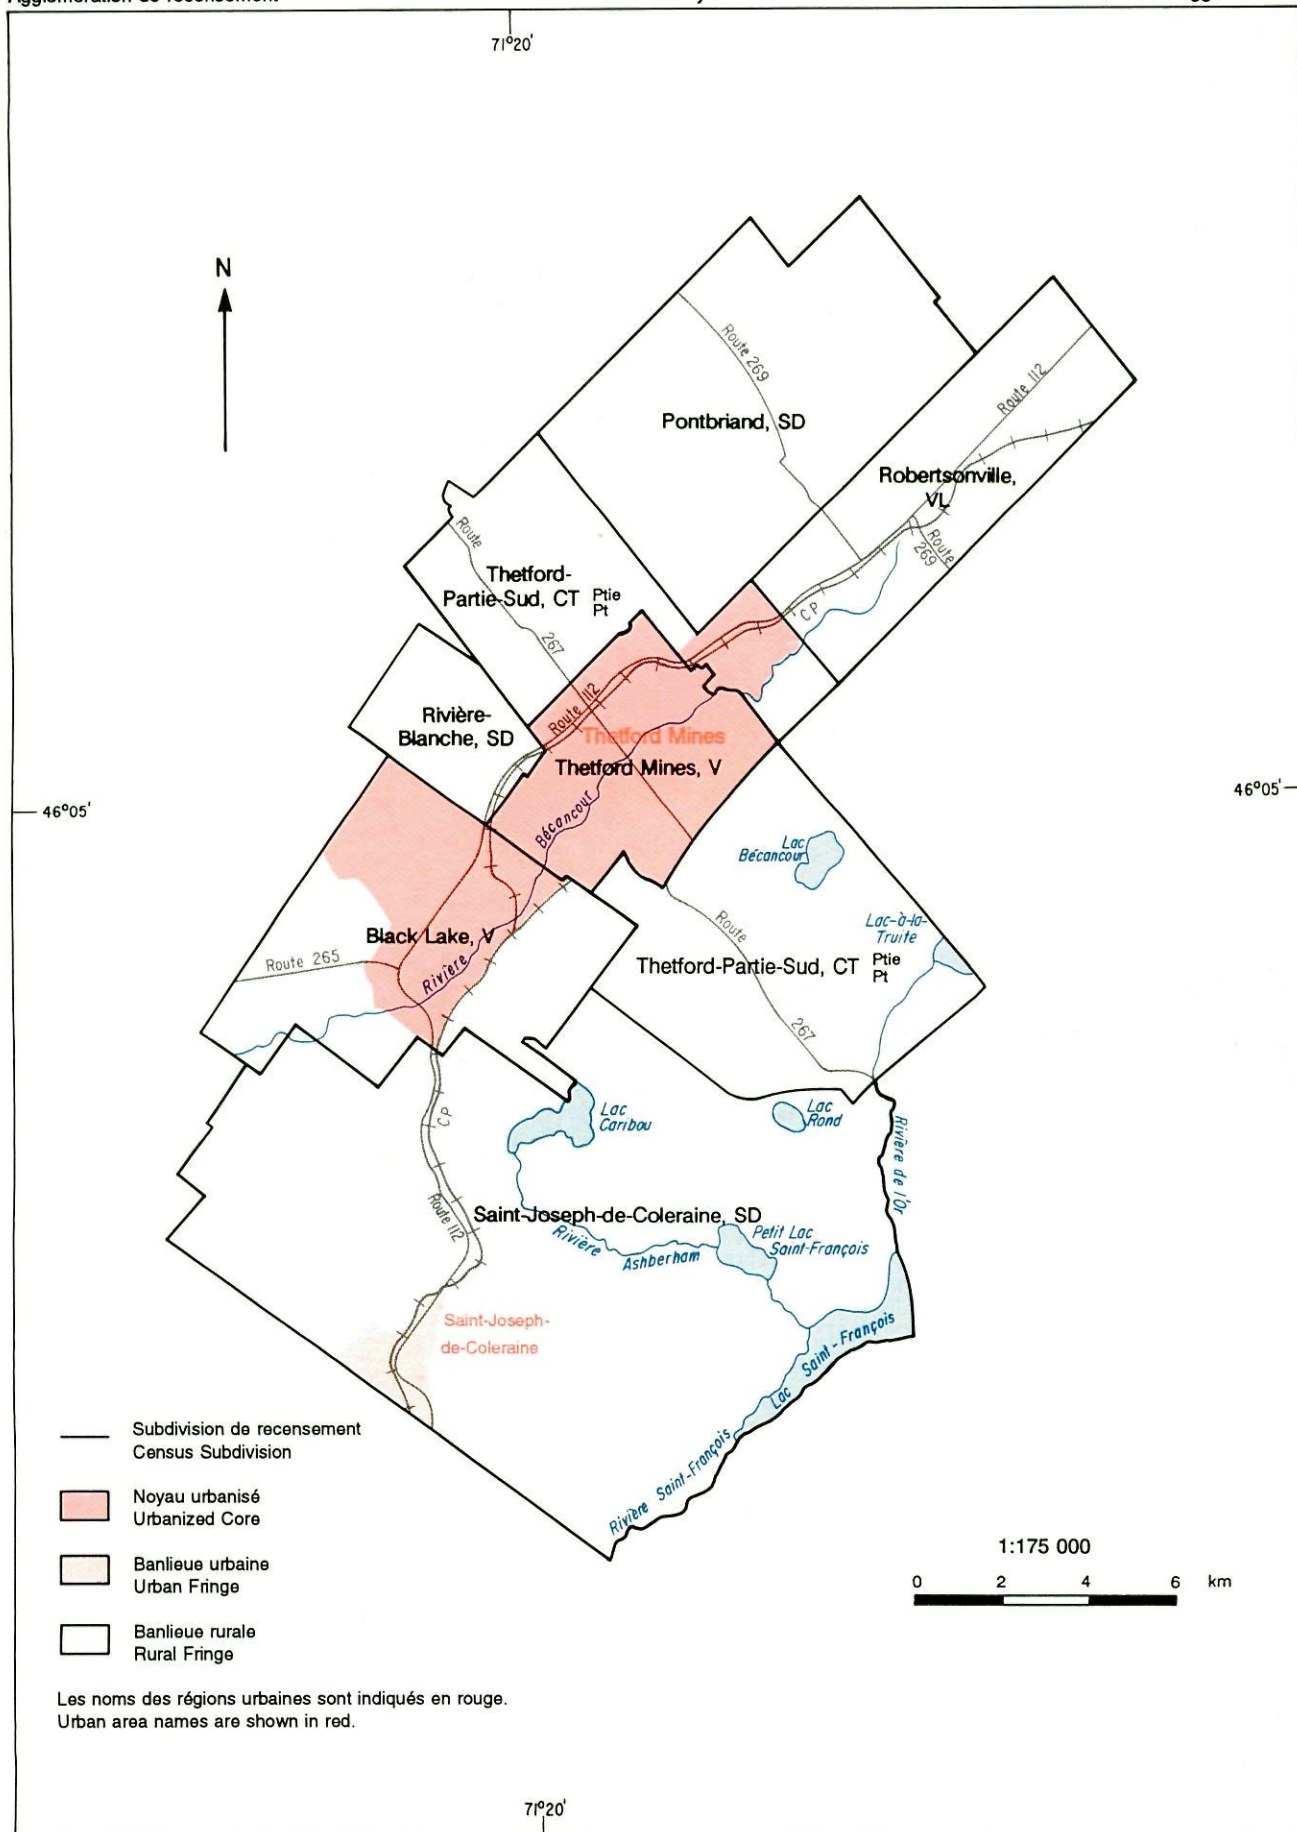 Agglomération de recensement
71°20'
N
Route 269
Pontbriand, SD
Route 112
Robertsonville,
VL
Route
269
Route
Thetford-
Partie-Sud, CT
Ptie
Pt
267
CP
Rivière-
Blanche, SD
Route 112
Thetford Mines
Thetford Mines, V
46°05'
46°05'
Bécancour
Lac
Bécancour
Lac-à-la-
Truite
Route
Black Lake, V
Route 265
Rivière
Thetford-Partie-Sud, CT
Ptie
Pt
267
Lac
Caribou
Lac
Rond
CP
Rivière de l'Or
Route 112
Saint-Joseph-de-Coleraine, SD
Rivière
Ashberham
Petit Lac
Saint-François
Saint-Joseph-
de-Coleraine
Lac Saint-François
Rivière Saint-François
Subdivision de recensement
Census Subdivision
Noyau urbanisé
Urbanized Core
Banlieue urbaine
Urban Fringe
Banlieue rurale
Rural Fringe
1:175 000
0 2 4 6 km
Les noms des régions urbaines sont indiqués en rouge.
Urban area names are shown in red.
71°20'